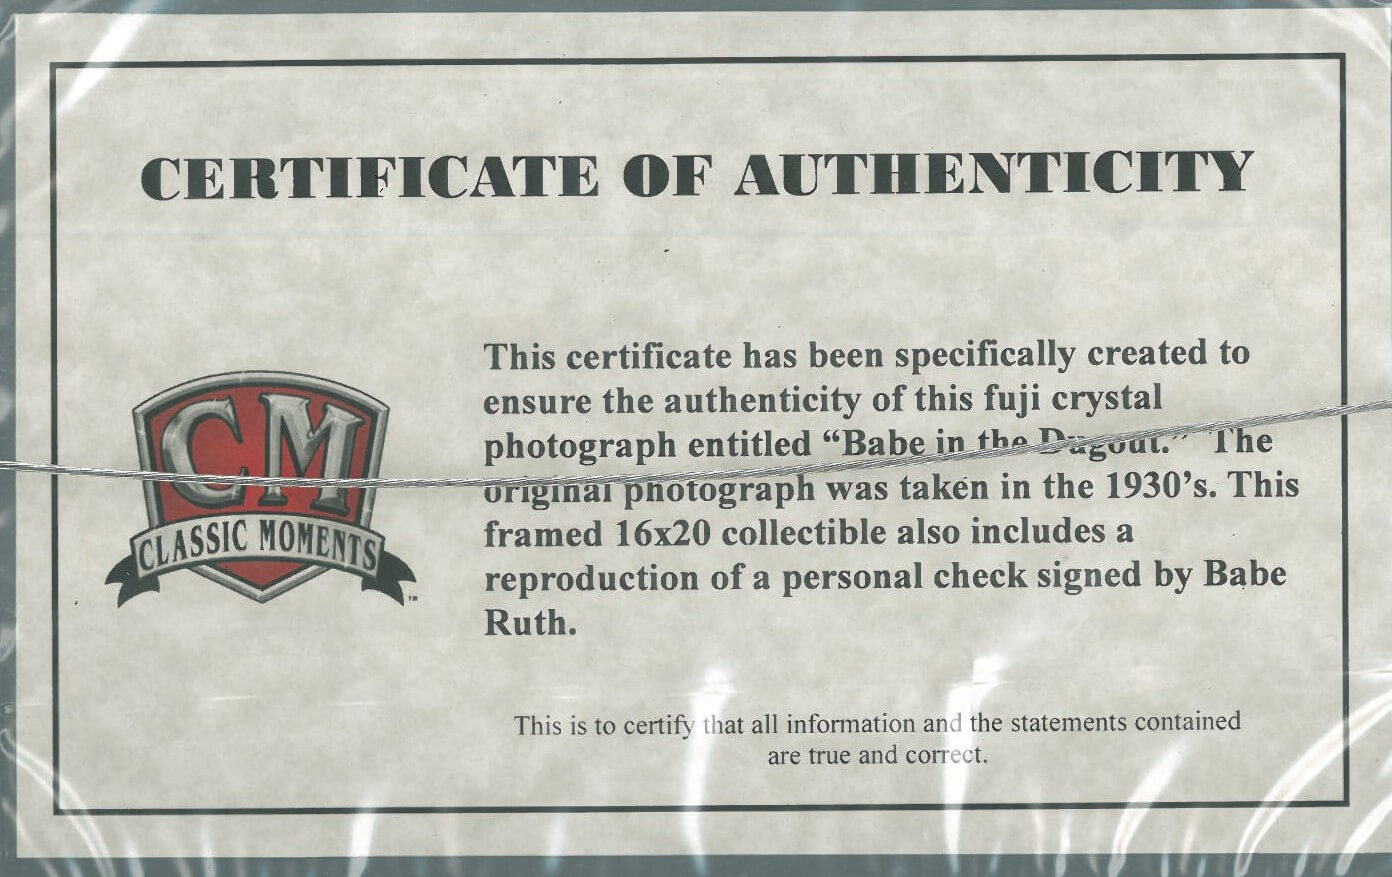 CERTIFICATE OF AUTHENTICITY
This certificate has been specifically created to
ensure the authenticity of this fuji crystal
photograph entitled “Babe in the Dugout.” The
original photograph was taken in the 1930’s. This
framed 16x20 collectible also includes a
reproduction of a personal check signed by Babe
Ruth.
CM
CLASSIC MOMENTS
™
This is to certify that all information and the statements contained
are true and correct.